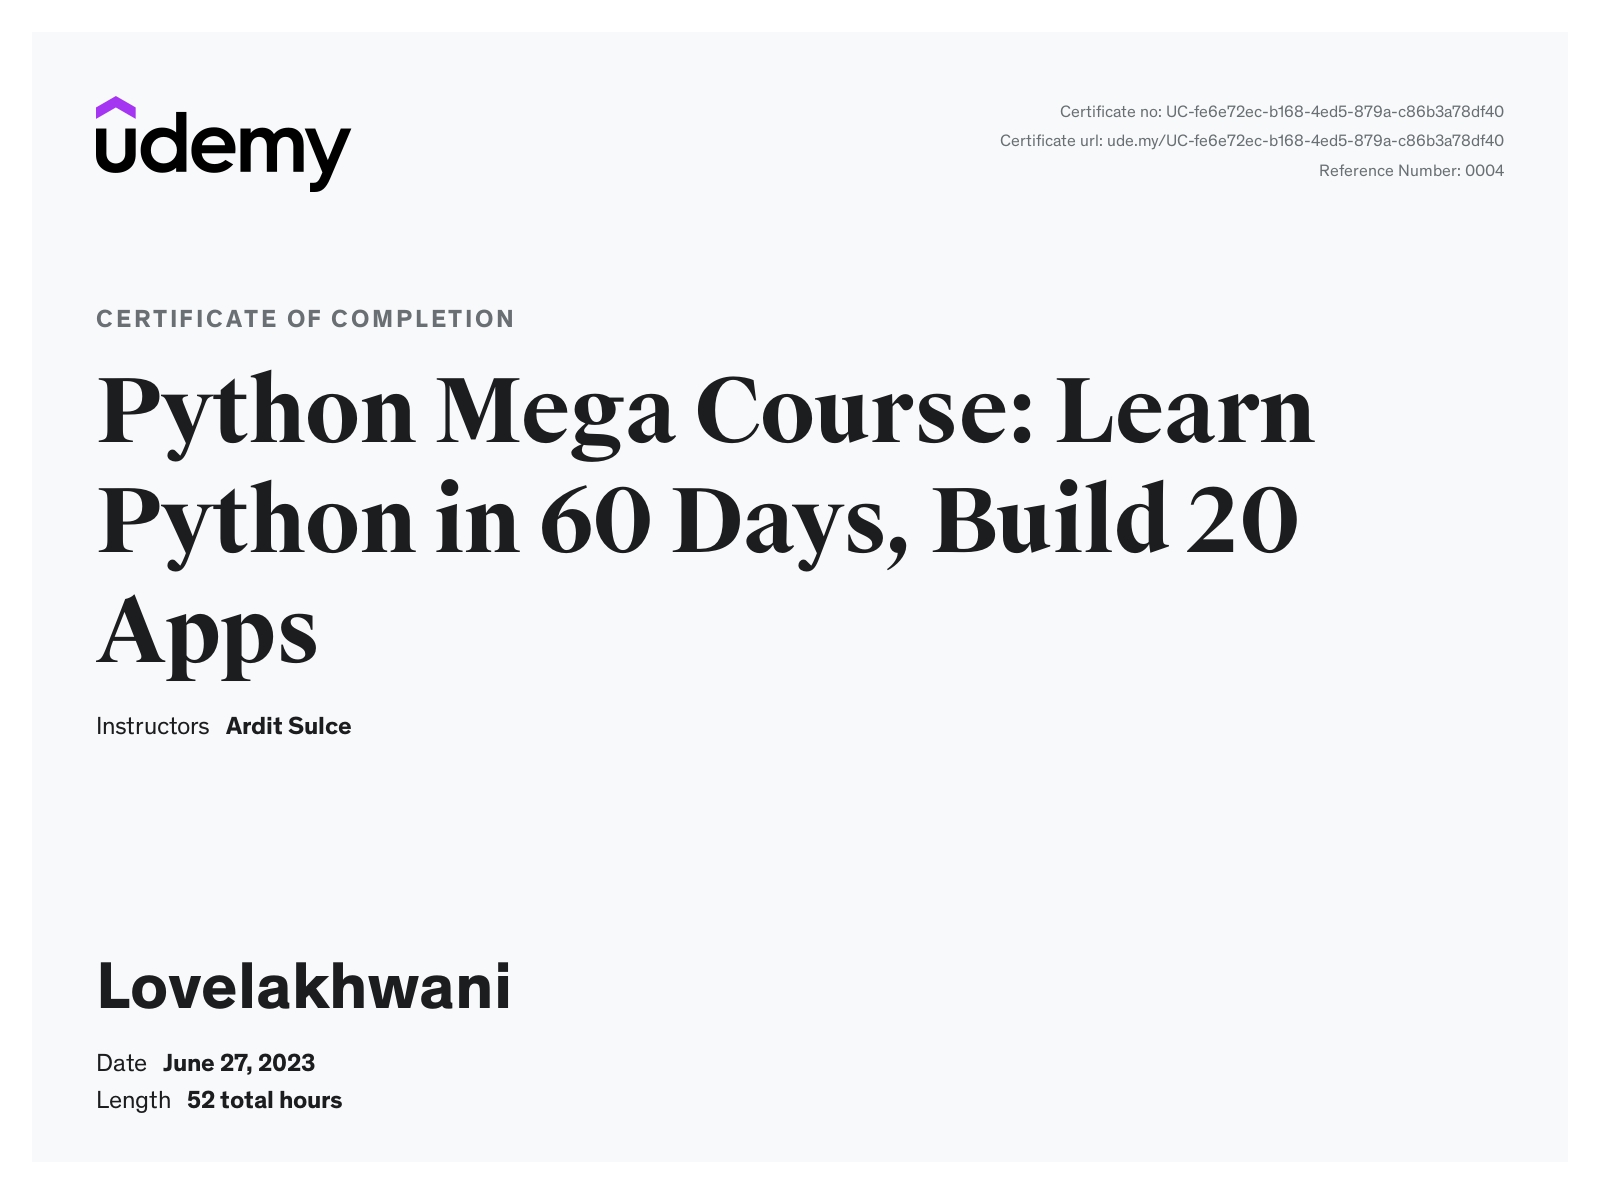 udemy
Certificate no: UC-fe6e72ec-b168-4ed5-879a-c86b3a78df40
Certificate url: ude.my/UC-fe6e72ec-b168-4ed5-879a-c86b3a78df40
Reference Number: 0004
CERTIFICATE OF COMPLETION
Python Mega Course: Learn
Python in 60 Days, Build 20
Apps
Instructors Ardit Sulce
Lovelakhwani
Date June 27, 2023
Length 52 total hours